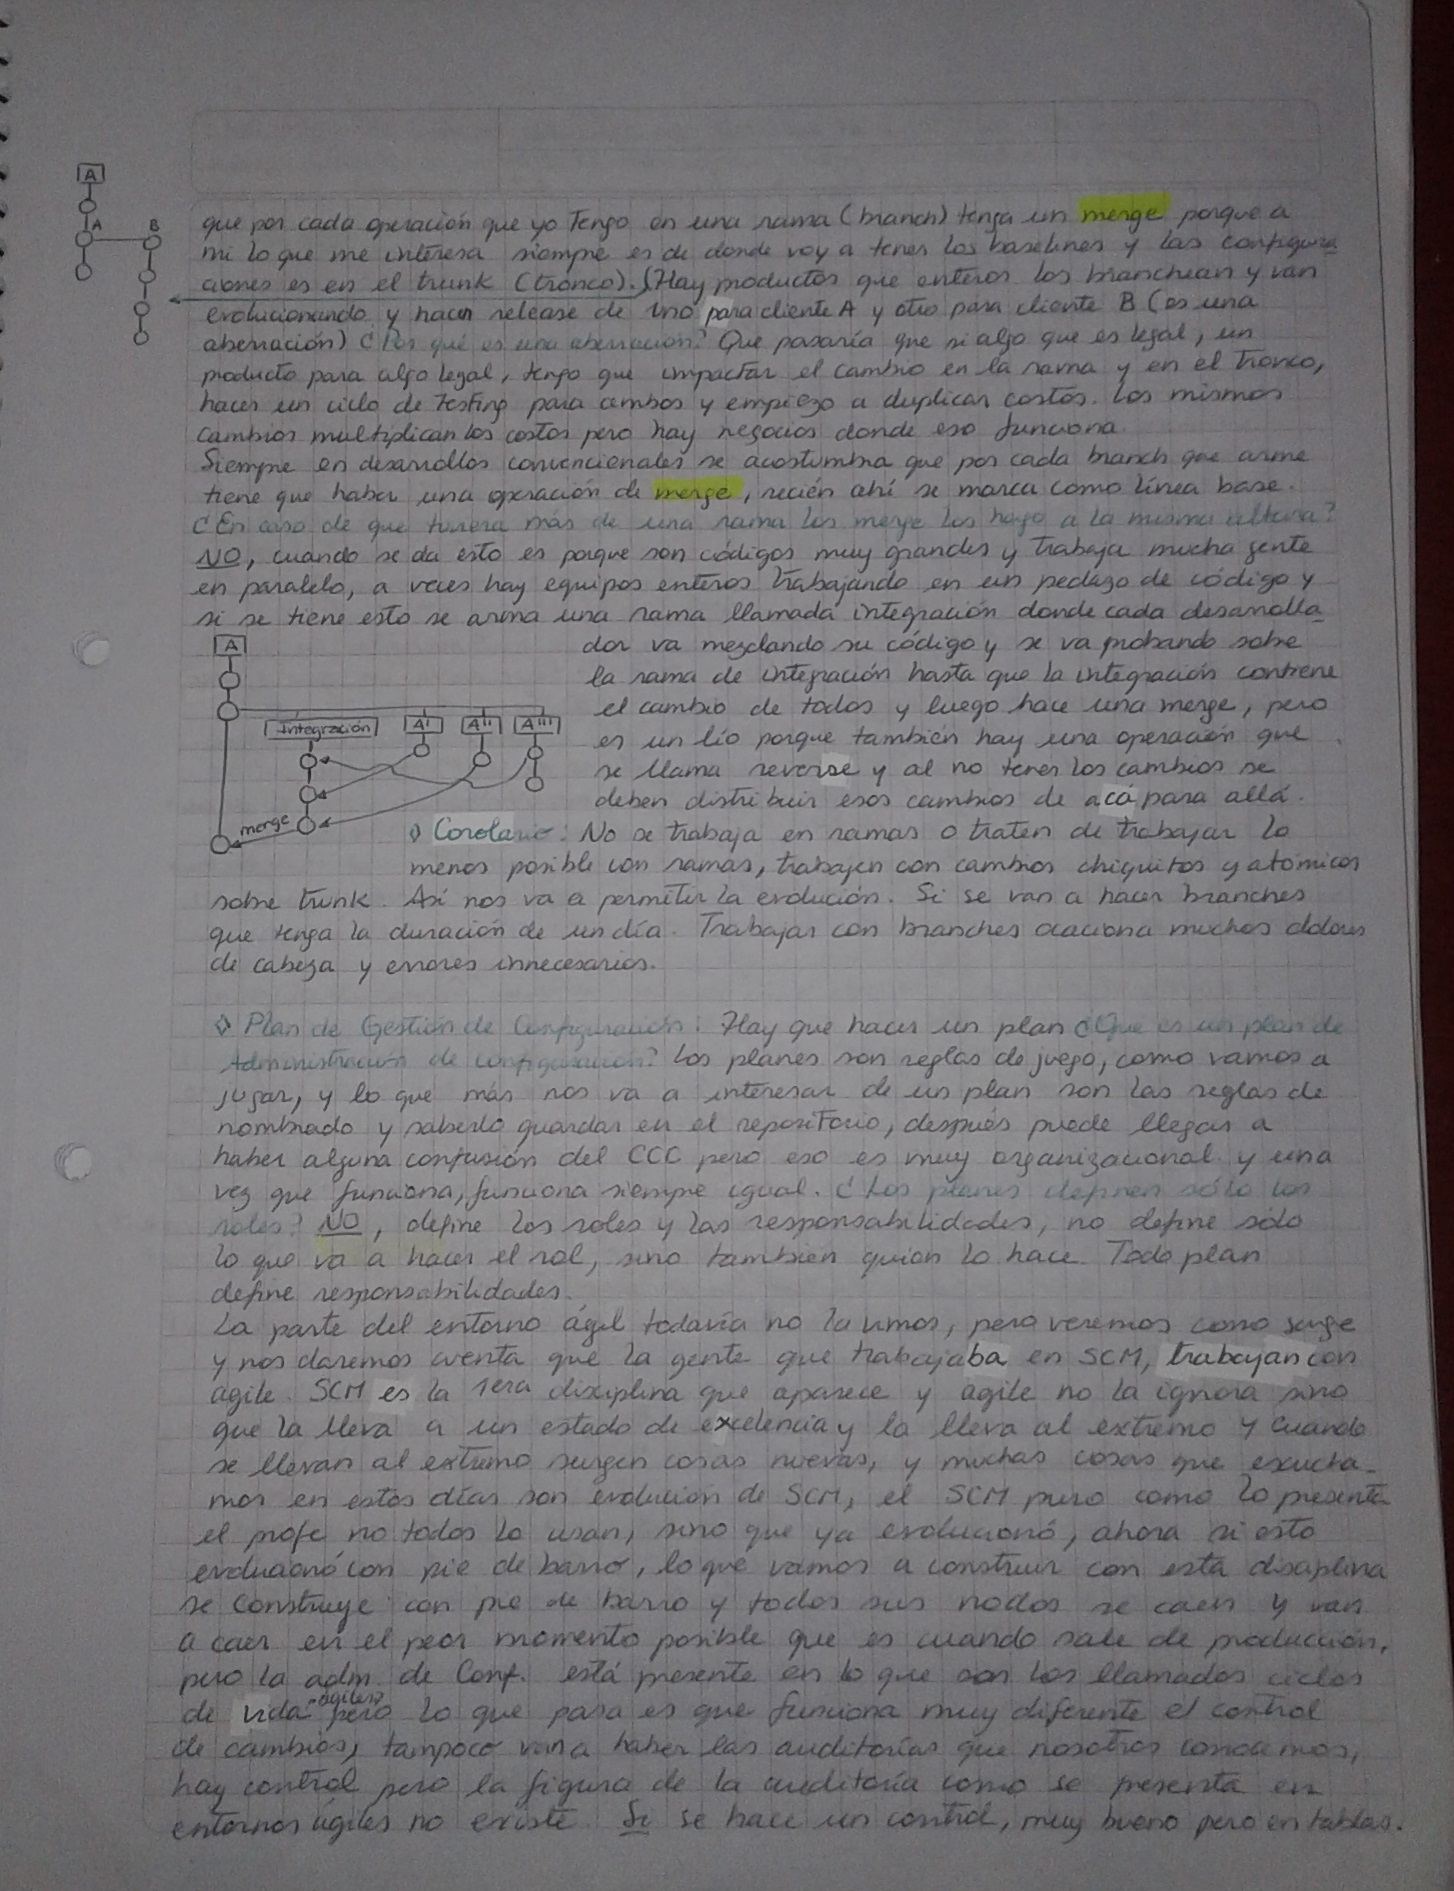 A
A B
que por cada operación que yo Tengo en una rama (branch) tenga un merge porque a
mi lo que me interesa siempre es de donde voy a tener los baselines y las configura_
ciones es en el trunk (tronco). (Hay productos que enteros los branchean y van
evolucionando y hacen release de uno para cliente A y otro para cliente B (es una
aberración) ¿Por qué es una aberración? Que pasaría que si algo que es legal, un
producto para algo legal, tengo que impactar el cambio en la rama y en el Tronco,
hacer un ciclo de Testing para ambos y empiezo a duplicar costos. Los mismos
cambios multiplican los costos pero hay negocios donde eso funciona.
Siempre en desarrollos convencionales se acostumbra que por cada branch que arme
tiene que haber una operación de merge, recién ahí se marca como línea base.
¿En caso de que tuviera más de una rama los merge los hago a la misma altura?
NO, cuando se da esto es porque son códigos muy grandes y trabaja mucha gente
en paralelo, a veces hay equipos enteros trabajando en un pedazo de código y
si se tiene esto se arma una rama llamada integración donde cada desarrolla_
dor va mezclando su código y se va probando sobre
la rama de integración hasta que la integración contiene
el cambio de todos y luego hace una merge, pero
es un lío porque también hay una operación que
se llama reverse y al no tener los cambios se
deben distribuir esos cambios de acá para allá.
A
Integración A' A'' A'''
merge
◊ Corolario: No se trabaja en ramas o traten de trabajar lo
menos posible con ramas, trabajen con cambios chiquitos y atómicos
sobre trunk. Así nos va a permitir la evolución. Si se van a hacer branches
que tenga la duración de un día. Trabajar con branches ocaciona muchos dolores
de cabeza y errores innecesarios.
◊ Plan de Gestión de Configuración: Hay que hacer un plan ¿Que es un plan de
Administración de configuración? Los planes son reglas de juego, como vamos a
jugar, y lo que más nos va a interesar de un plan son las reglas de
nombrado y saberlo guardar en el repositorio, después puede llegar a
haber alguna confusión del CCC pero eso es muy organizacional y una
vez que funciona, funciona siempre igual. ¿Los planes definen sólo los
roles? NO, define los roles y las responsabilidades, no define sólo
lo que va a hacer el rol, sino también quien lo hace. Todo plan
define responsabilidades.
La parte del entorno ágil todavía no la vimos, pero veremos como surge
y nos daremos cuenta que la gente que trabajaba en SCM, trabajan con
agile. SCM es la 1era disciplina que aparece y agile no la ignora sino
que la lleva a un estado de excelencia y la lleva al extremo y cuando
se llevan al extremo surgen cosas nuevas, y muchas cosas que escucha_
mos en estos días son evolución de SCM, el SCM puro como lo presenta
el profe no todos lo usan, sino que ya evolucionó, ahora si esto
evolucionó con pie de barro, lo que vamos a construir con esta disciplina
se construye con pie de barro y todos sus nodos se caen y van
a caer en el peor momento posible que es cuando sale de producción,
pero la adm. de Conf. está presente en lo que son los llamados ciclos
de vida agiles pero lo que pasa es que funciona muy diferente el control
de cambios, tampoco van a haber las auditorías que nosotros conocemos,
hay control pero la figura de la auditoría como se presenta en
entornos ágiles no existe. Si se hace un control, muy bueno pero en tablas.